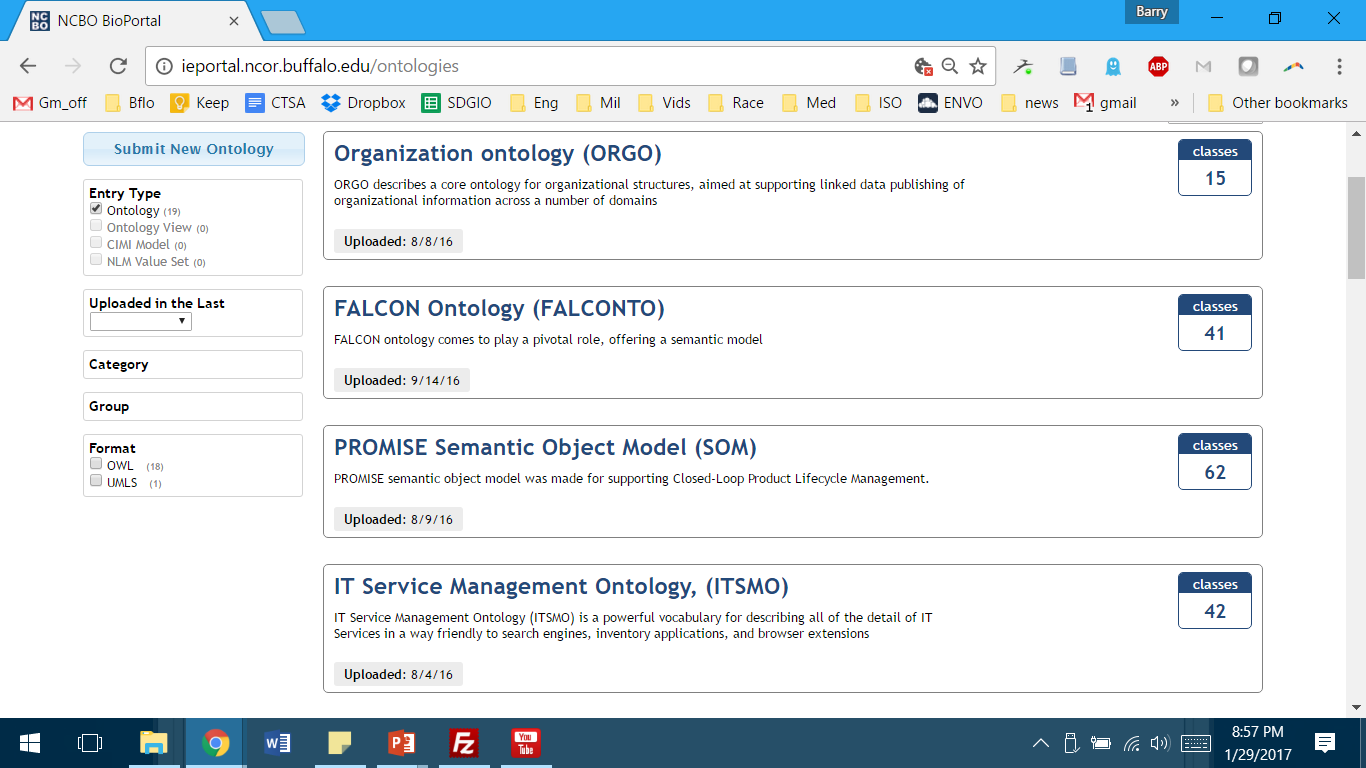 NC
BO
NCBO BioPortal
Barry
ieportal.ncor.buffalo.edu/ontologies
ABP
M
Gm_off
Bflo
Keep
CTSA
Dropbox
SDGIO
Eng
Mil
Vids
Race
Med
ISO
ENVO
news
1
gmail
»
Other bookmarks
Submit New Ontology
Entry Type
Ontology (19)
Ontology View (0)
CIMI Model (0)
NLM Value Set (0)
Uploaded in the Last
Category
Group
Format
OWL (18)
UMLS (1)
Organization ontology (ORGO)
ORGO describes a core ontology for organizational structures, aimed at supporting linked data publishing of
organizational information across a number of domains
Uploaded: 8/8/16
classes
15
FALCON Ontology (FALCONTO)
FALCON ontology comes to play a pivotal role, offering a semantic model
Uploaded: 9/14/16
classes
41
PROMISE Semantic Object Model (SOM)
PROMISE semantic object model was made for supporting Closed-Loop Product Lifecycle Management.
Uploaded: 8/9/16
classes
62
IT Service Management Ontology, (ITSMO)
IT Service Management Ontology (ITSMO) is a powerful vocabulary for describing all of the detail of IT
Services in a way friendly to search engines, inventory applications, and browser extensions
Uploaded: 8/4/16
classes
42
W
P
Fz
You
Tube
8:57 PM
1/29/2017